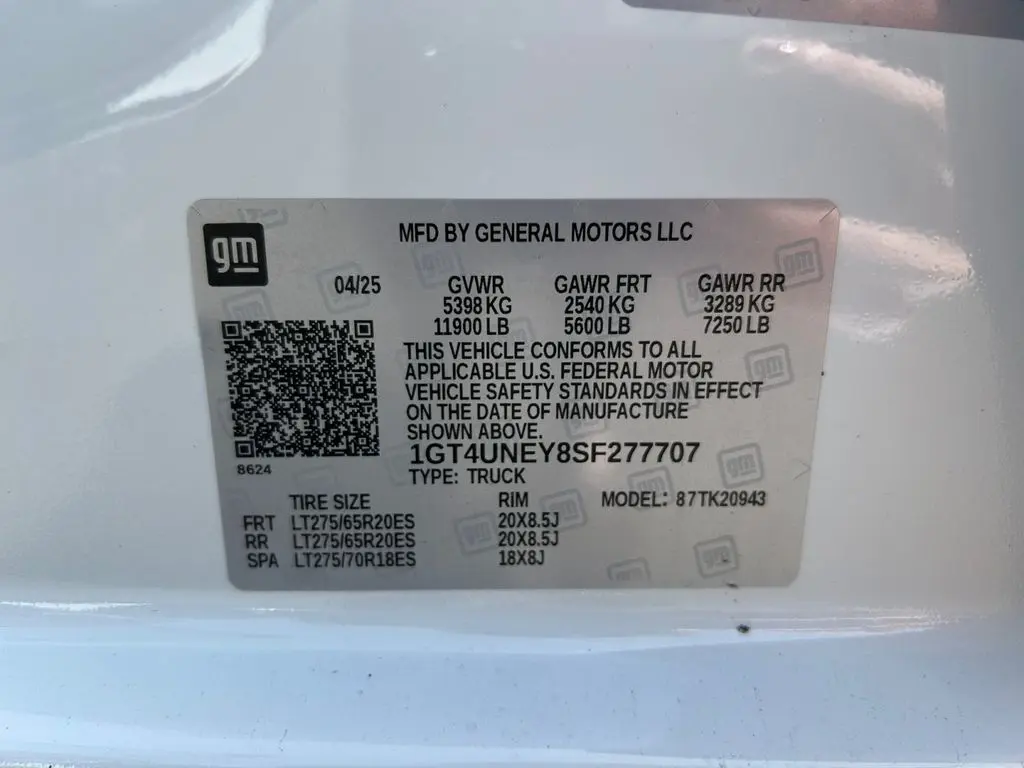 gm
MFD BY GENERAL MOTORS LLC
04/25 GVWR GAWR FRT GAWR RR
5398 KG 2540 KG 3289 KG
11900 LB 5600 LB 7250 LB
THIS VEHICLE CONFORMS TO ALL
APPLICABLE U.S. FEDERAL MOTOR
VEHICLE SAFETY STANDARDS IN EFFECT
ON THE DATE OF MANUFACTURE
SHOWN ABOVE.
1GT4UNEY8SF277707
8624
TYPE: TRUCK
TIRE SIZE RIM MODEL: 87TK20943
FRT LT275/65R20ES 20X8.5J
RR LT275/65R20ES 20X8.5J
SPA LT275/70R18ES 18X8J